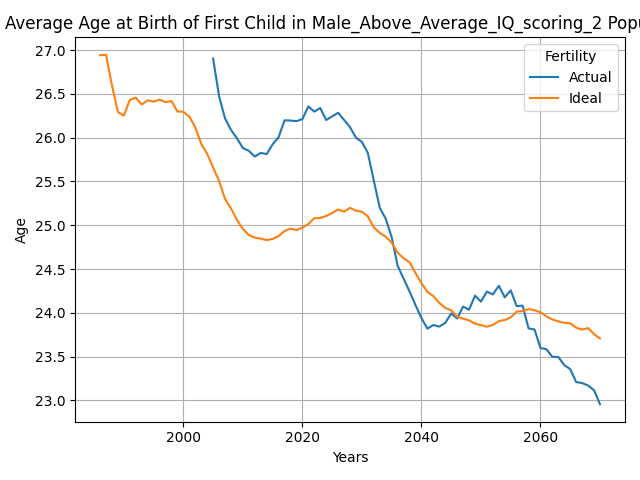 Average Age at Birth of First Child in Male_Above_Average_IQ_scoring_2 Popu
27.0
26.5
26.0
25.5
25.0
24.5
24.0
23.5
23.0
Age
2000
2020
2040
2060
Years
Fertility
Actual
Ideal